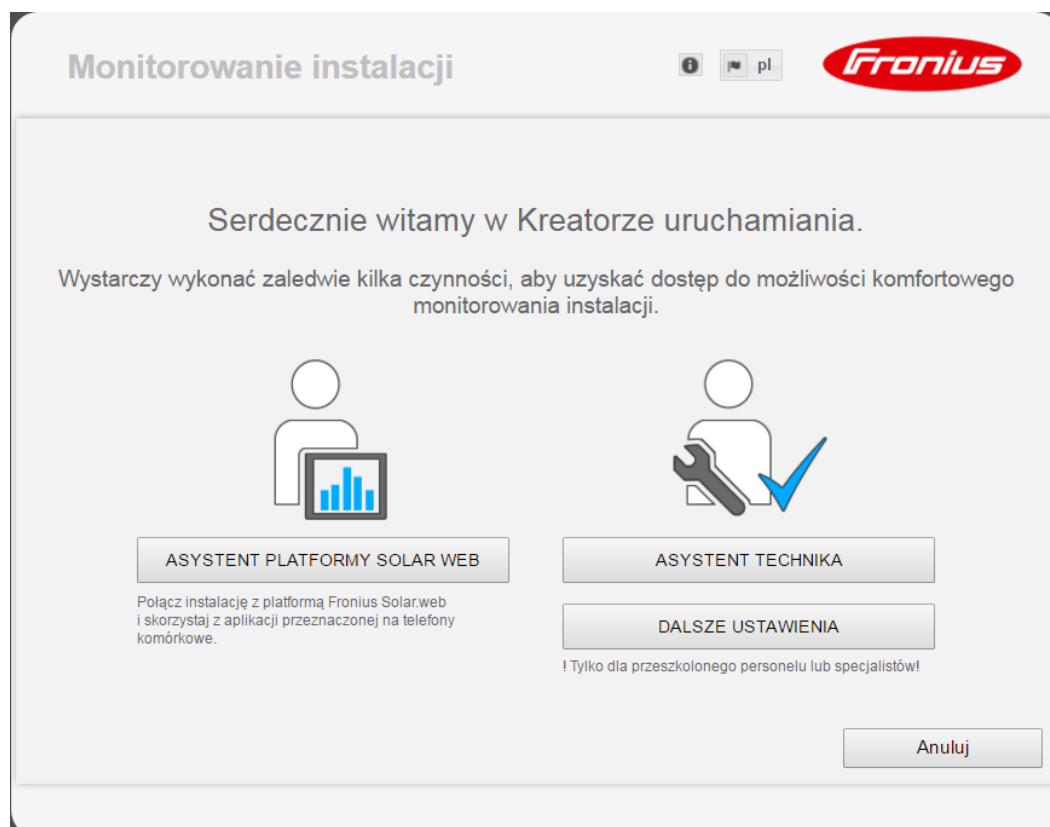 Monitorowanie instalacji
pl
Fronius
Serdecznie witamy w Kreatorze uruchamiania.
Wystarczy wykonać zaledwie kilka czynności, aby uzyskać dostęp do możliwości komfortowego
monitorowania instalacji.
ASYSTENT PLATFORMY SOLAR WEB
Połącz instalację z platformą Fronius Solar.web
i skorzystaj z aplikacji przeznaczonej na telefony
komórkowe.
ASYSTENT TECHNIKA
DALSZE USTAWIENIA
! Tylko dla przeszkolonego personelu lub specjalistów!
Anuluj